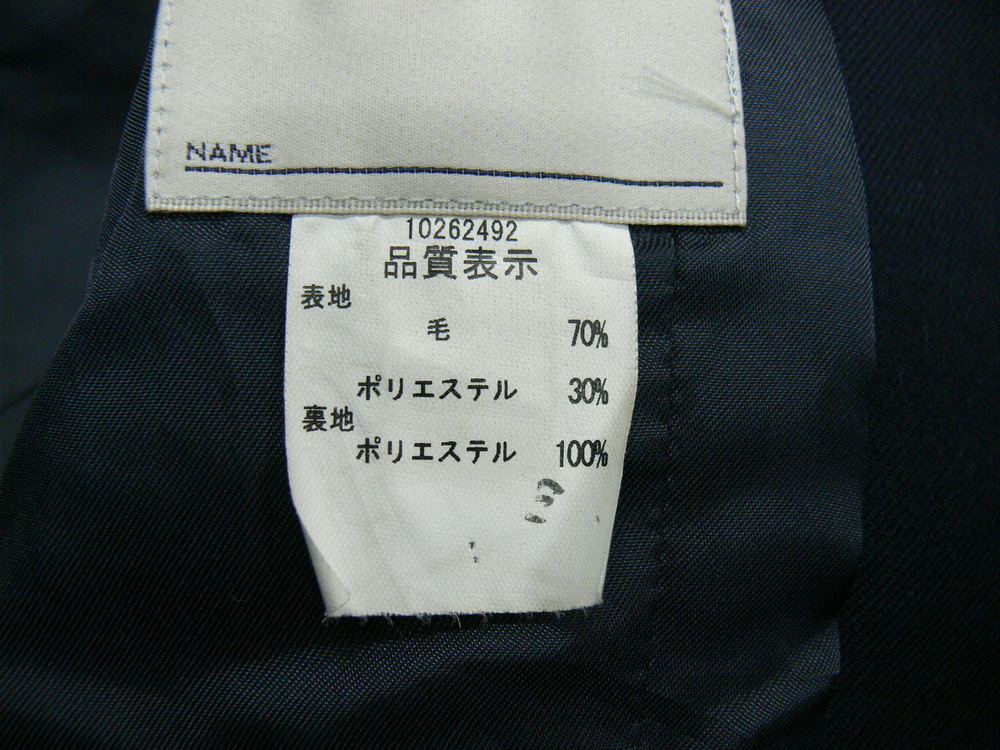 NAME
10262492
品質表示
表地
毛 70%
ポリエステル 30%
裏地
ポリエステル 100%